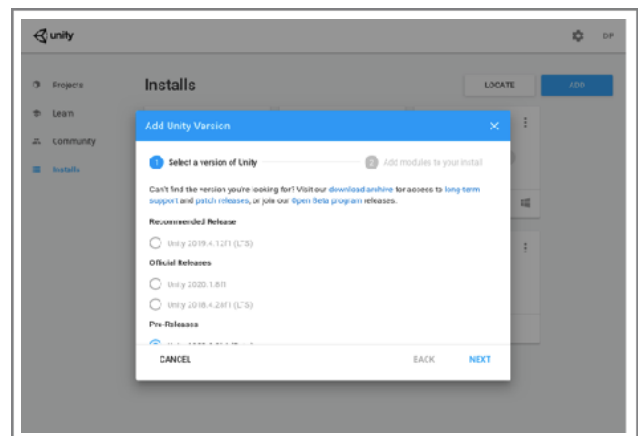 unity
DP
Projects
Installs
LOCATE
ADD
Learn
Community
Installs
Add Unity Version
1 Select a version of Unity
2 Add modules to your install
Can't find the version you're looking for? Visit our download archive for access to long-term
support and patch releases, or join our Open Beta program releases.
Recommended Release
Unity 2019.4.12f1 (LTS)
Official Releases
Unity 2020.1.8f1
Unity 2018.4.28f1 (LTS)
Pre-Releases
CANCEL
BACK
NEXT